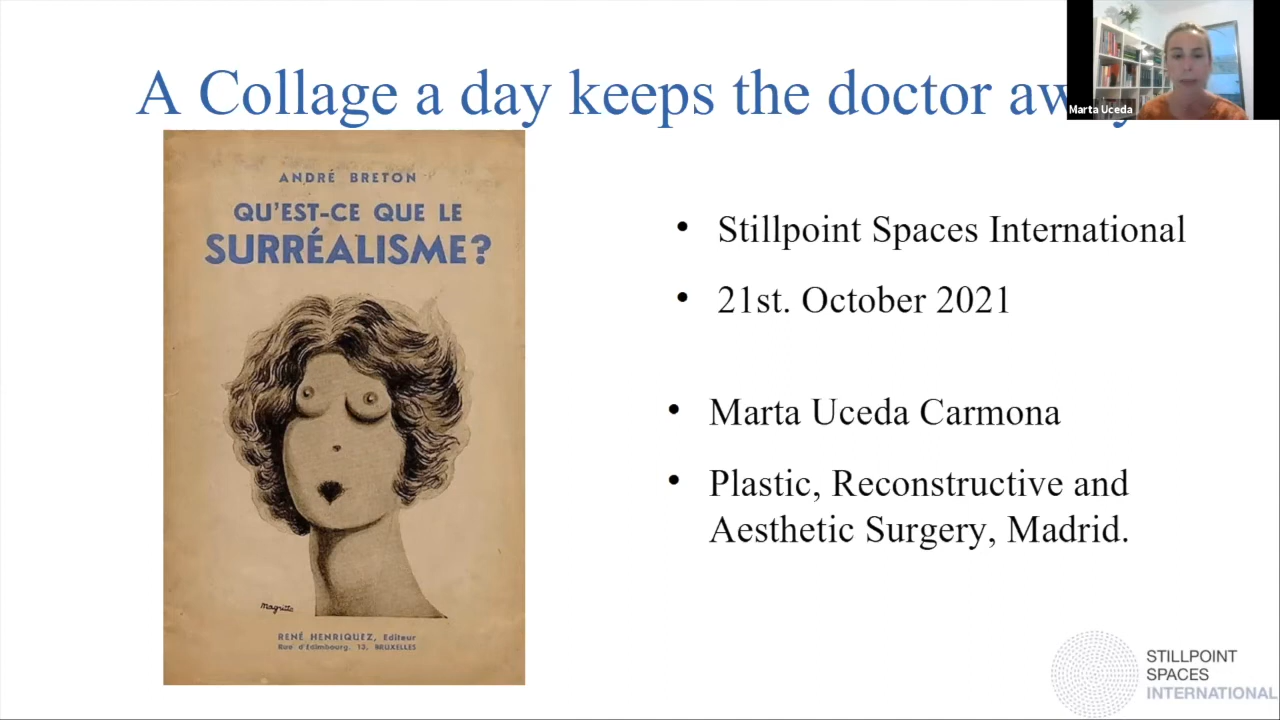 A Collage a day keeps the doctor
Marta Uceda
ANDRÉ BRETON
QU'EST-CE QUE LE
SURRÉALISME?
Magritte
RENÉ HENRIQUEZ, Editeur
Rue d'Edimbourg, 13, BRUXELLES
• Stillpoint Spaces International
• 21st. October 2021
• Marta Uceda Carmona
• Plastic, Reconstructive and
Aesthetic Surgery, Madrid.
STILLPOINT
SPACES
INTERNATIONAL